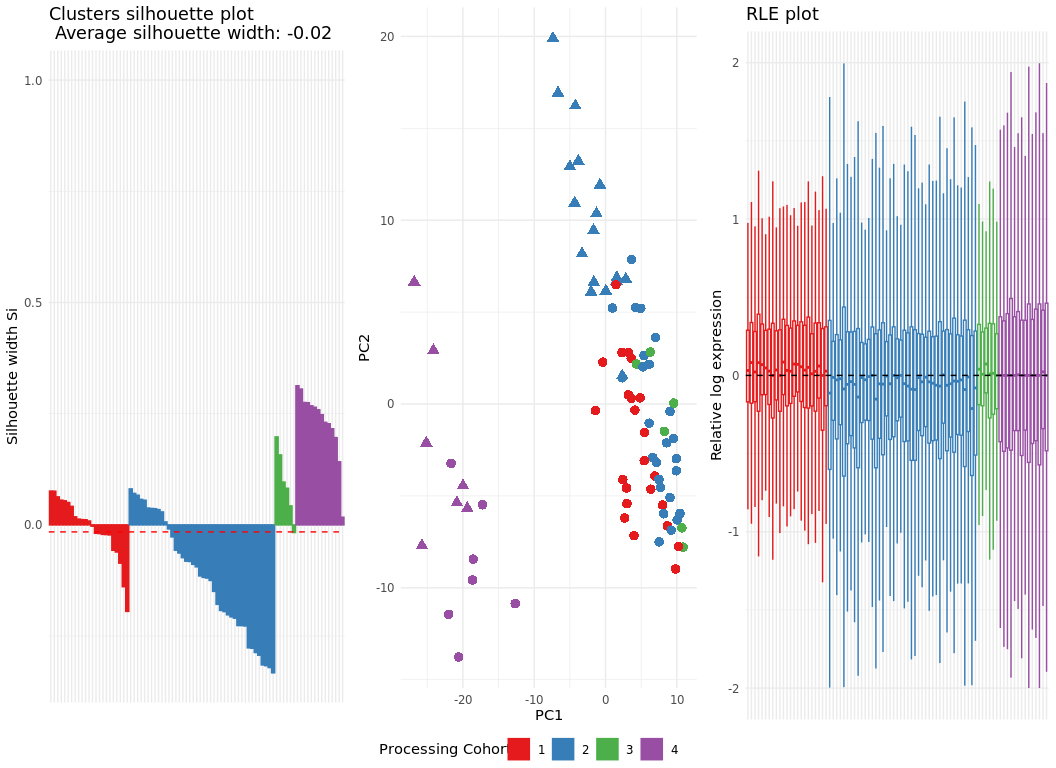 Clusters silhouette plot
Average silhouette width: -0.02
1.0
0.5
0.0
Silhouette width Si
20
10
0
-10
PC2
-20
-10
0
10
PC1
RLE plot
2
1
0
-1
-2
Relative log expression
Processing Cohort
1
2
3
4